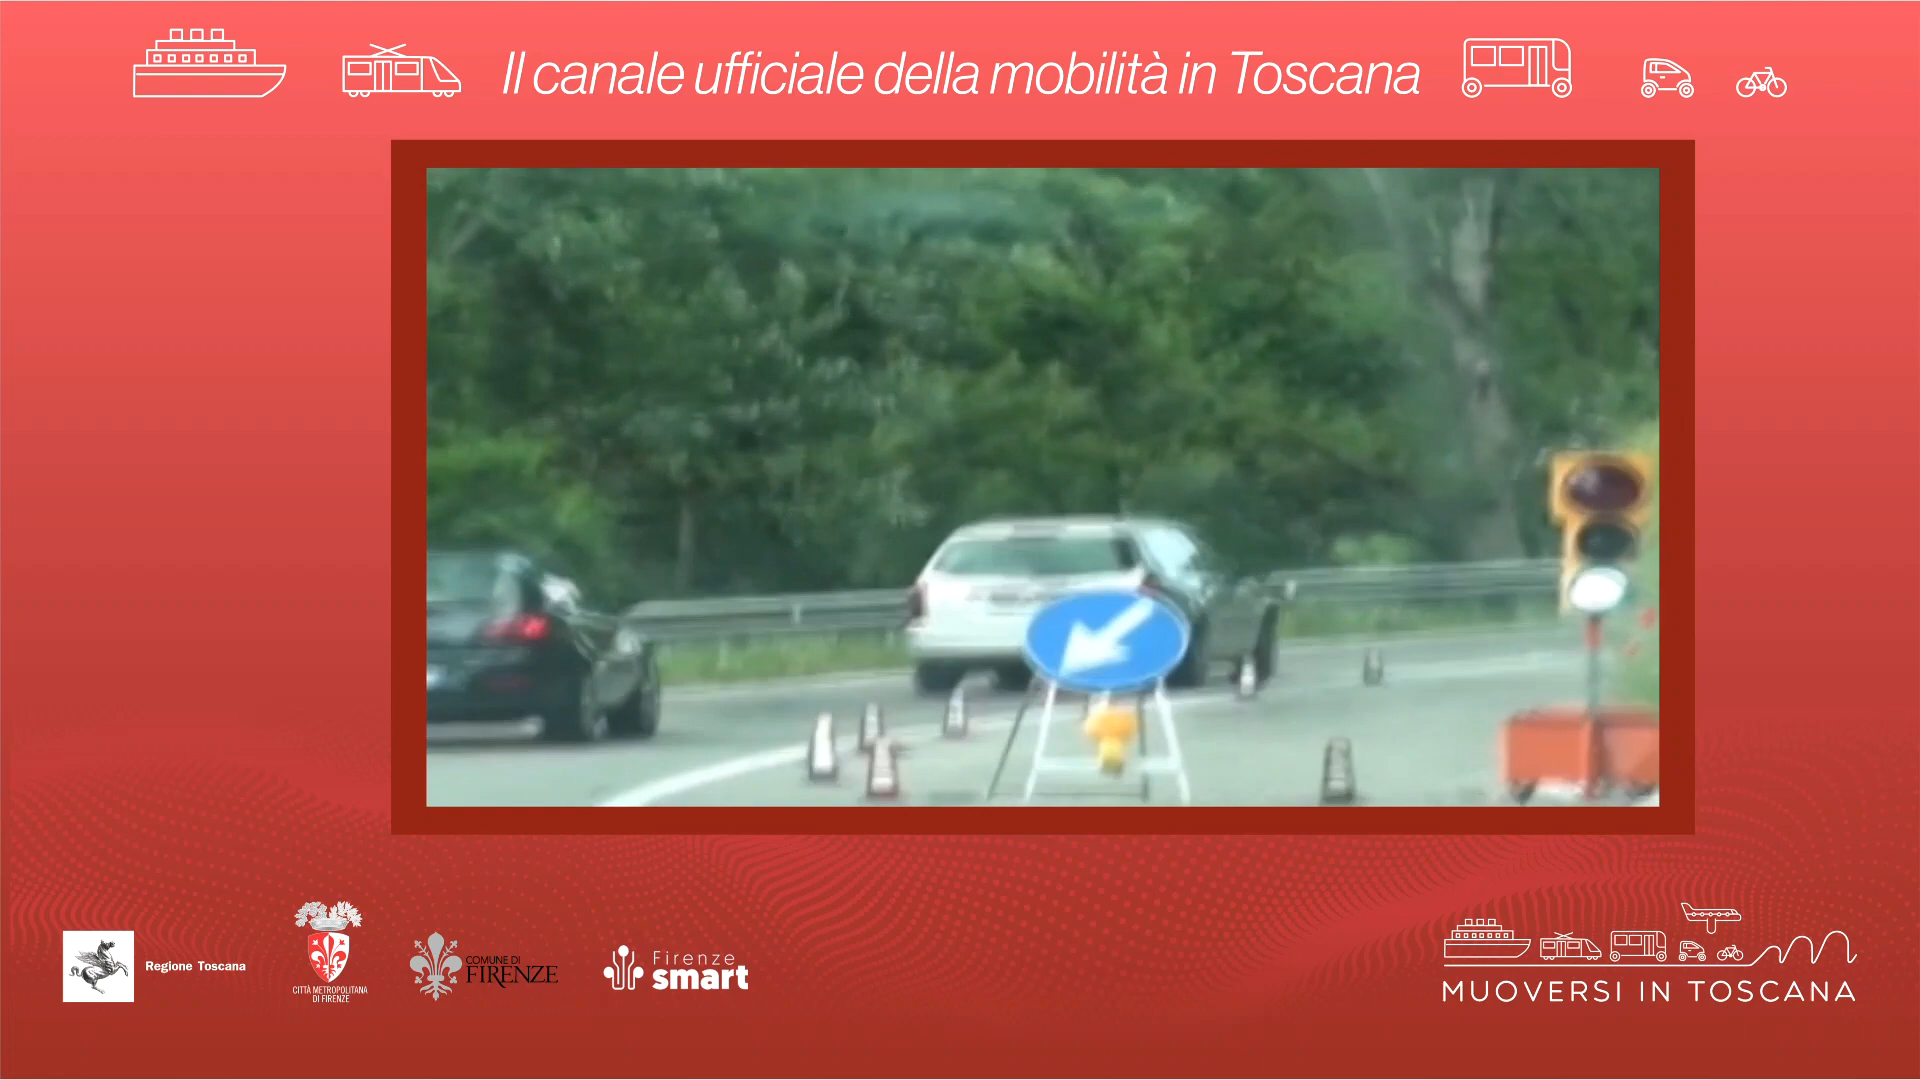 Il canale ufficiale della mobilità in Toscana
Regione Toscana
CITTÀ METROPOLITANA
DI FIRENZE
COMUNE DI
FIRENZE
Firenze
smart
MUOVERSI IN TOSCANA